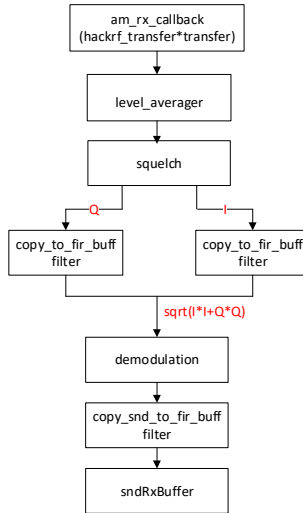 am_rx_callback
(hackrf_transfer*transfer)
level_averager
squelch
Q
I
copy_to_fir_buff
filter
copy_to_fir_buff
filter
sqrt(I*I+Q*Q)
demodulation
copy_snd_to_fir_buff
filter
sndRxBuffer